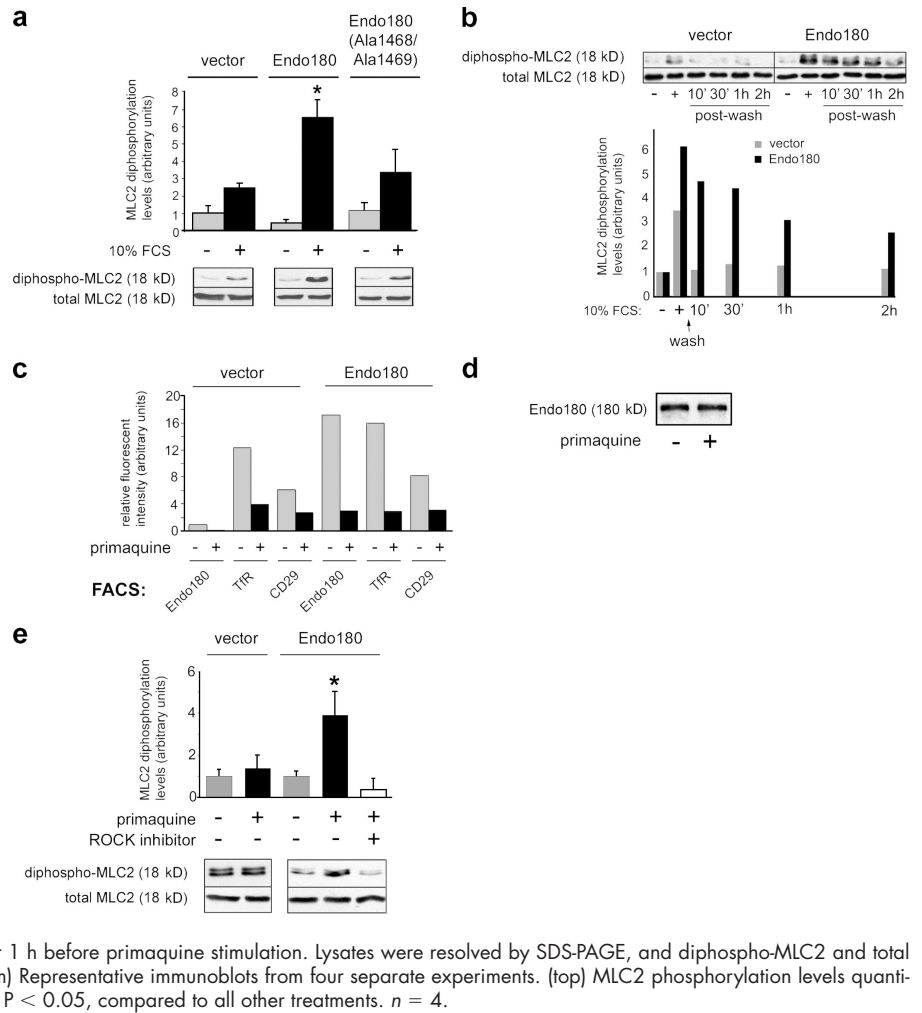 a
vector
Endo180
Endo180
(Ala1468/
Ala1469)
MLC2 diphosphorylation
levels (arbitrary units)
8
7
6
5
4
3
2
1
0
*
10% FCS - + - + - +
diphospho-MLC2 (18 kD)
total MLC2 (18 kD)
b
vector Endo180
diphospho-MLC2 (18 kD)
total MLC2 (18 kD)
- + 10' 30' 1h 2h - + 10' 30' 1h 2h
post-wash post-wash
MLC2 diphosphorylation
levels (arbitrary units)
vector
Endo180
6
5
4
3
2
1
0
10% FCS: - + 10' 30' 1h 2h
wash
c
vector Endo180
relative fluorescent
intensity (arbitrary units)
20
16
12
8
4
0
primaquine - + - + - + - + - + - +
FACS: Endo180 TfR CD29 Endo180 TfR CD29
d
Endo180 (180 kD)
primaquine - +
e
vector Endo180
MLC2 diphosphorylation
levels (arbitrary units)
6
4
2
0
*
primaquine - + - + +
ROCK inhibitor - - - - +
diphospho-MLC2 (18 kD)
total MLC2 (18 kD)
1 h before primaquine stimulation. Lysates were resolved by SDS-PAGE, and diphospho-MLC2 and total
) Representative immunoblots from four separate experiments. (top) MLC2 phosphorylation levels quanti-
P < 0.05, compared to all other treatments. n = 4.